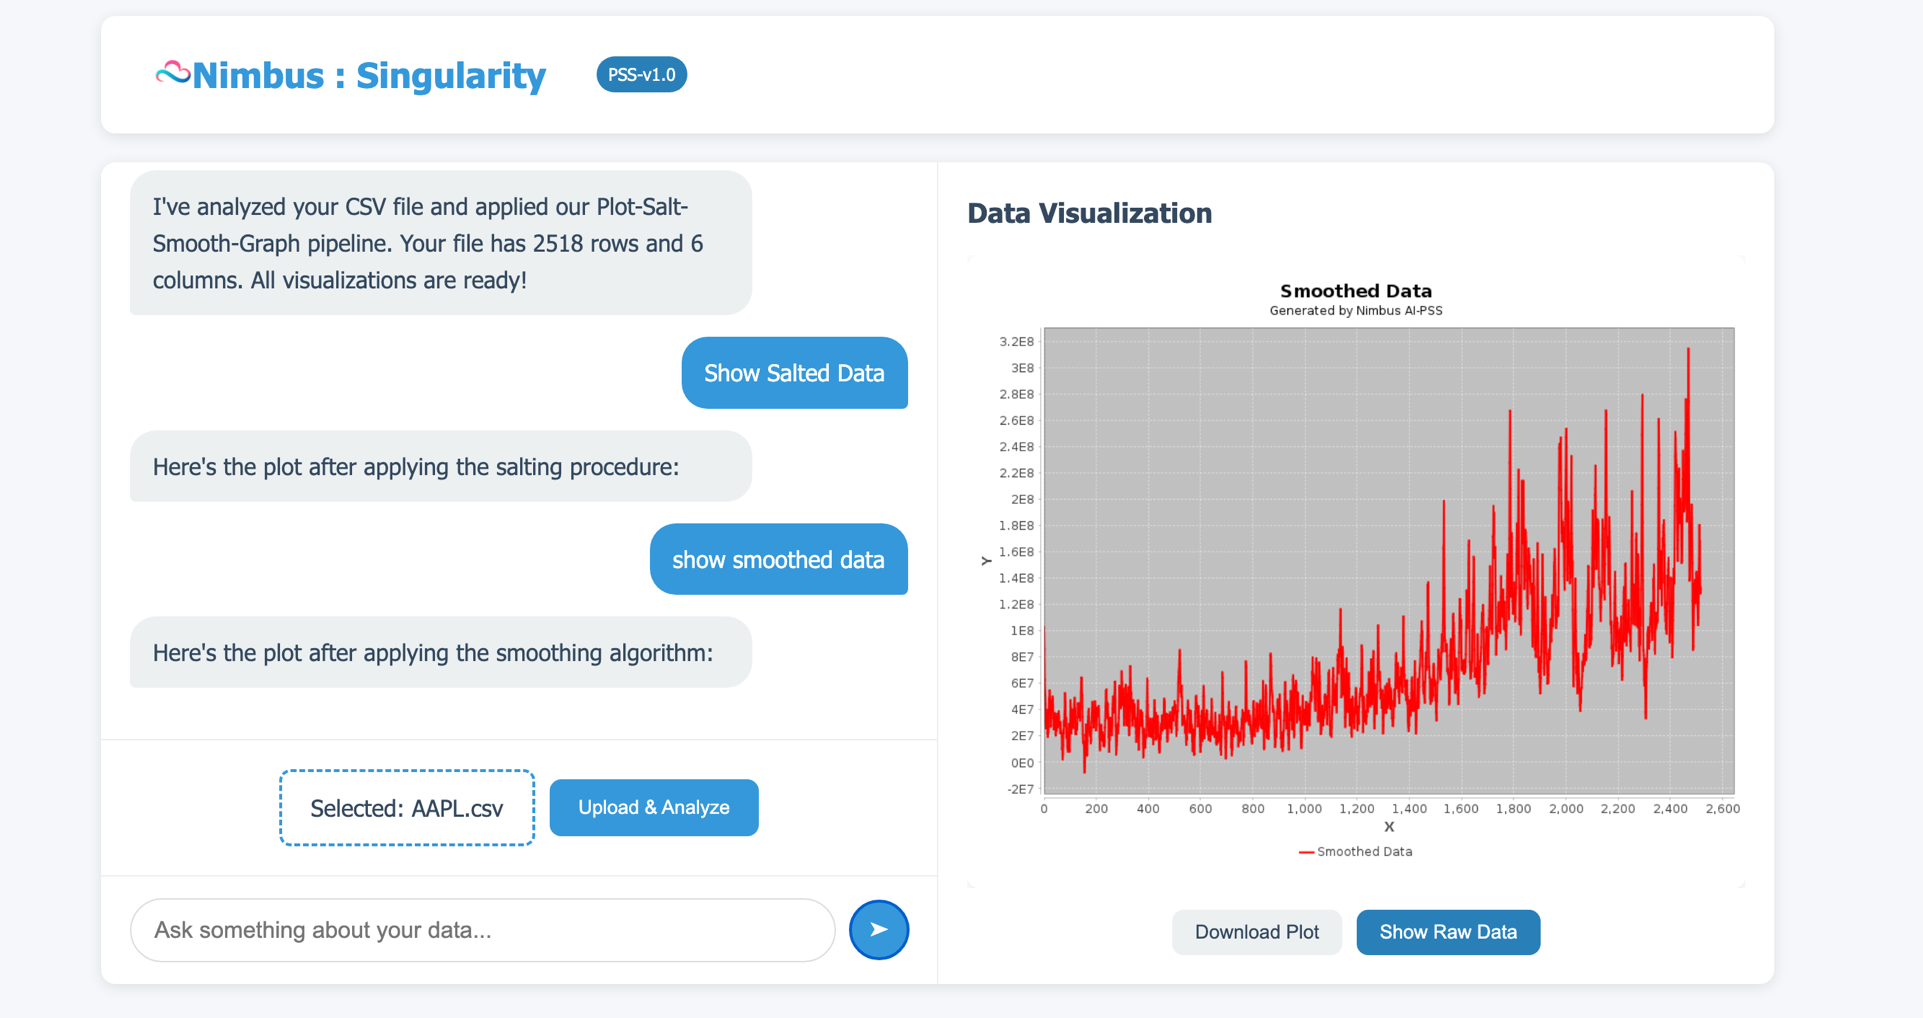 Nimbus : Singularity
PSS-v1.0
I've analyzed your CSV file and applied our Plot-Salt-
Smooth-Graph pipeline. Your file has 2518 rows and 6
columns. All visualizations are ready!
Show Salted Data
Here's the plot after applying the salting procedure:
show smoothed data
Here's the plot after applying the smoothing algorithm:
Selected: AAPL.csv
Upload & Analyze
Ask something about your data...
Data Visualization
Smoothed Data
Generated by Nimbus AI-PSS
3.2E8
3E8
2.8E8
2.6E8
2.4E8
2.2E8
2E8
1.8E8
1.6E8
1.4E8
1.2E8
1E8
8E7
6E7
4E7
2E7
0E0
-2E7
Y
0 200 400 600 800 1,000 1,200 1,400 1,600 1,800 2,000 2,200 2,400 2,600
X
Smoothed Data
Download Plot
Show Raw Data